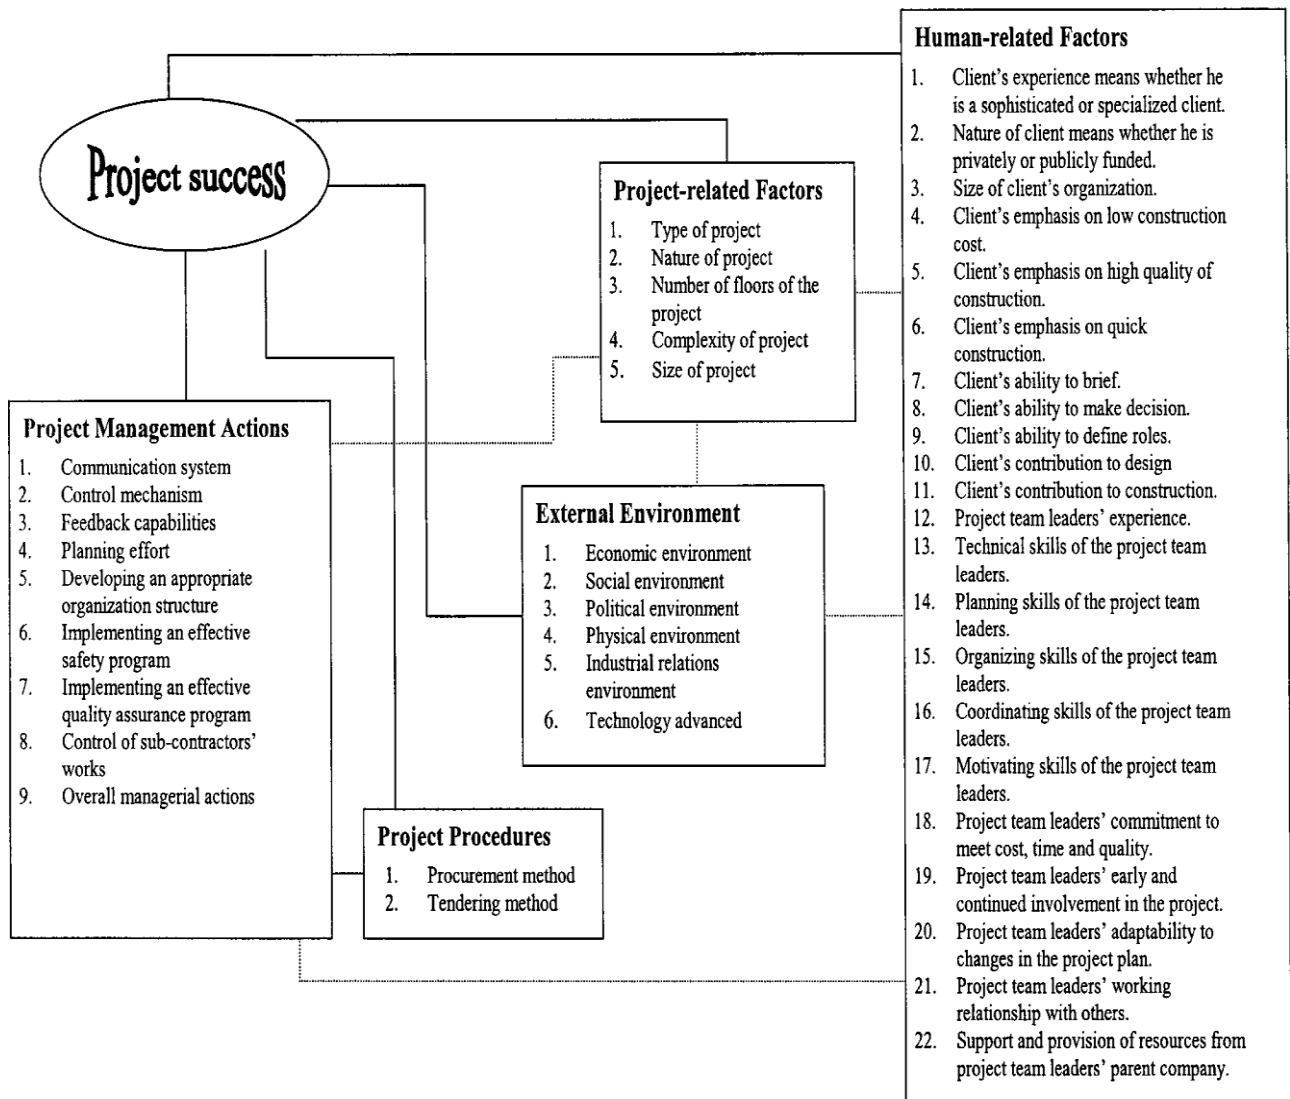 Project success
Human-related Factors
1. Client's experience means whether he
is a sophisticated or specialized client.
2. Nature of client means whether he is
privately or publicly funded.
3. Size of client's organization.
4. Client's emphasis on low construction
cost.
5. Client's emphasis on high quality of
construction.
6. Client's emphasis on quick
construction.
7. Client's ability to brief.
8. Client's ability to make decision.
9. Client's ability to define roles.
10. Client's contribution to design
11. Client's contribution to construction.
12. Project team leaders' experience.
13. Technical skills of the project team
leaders.
14. Planning skills of the project team
leaders.
15. Organizing skills of the project team
leaders.
16. Coordinating skills of the project team
leaders.
17. Motivating skills of the project team
leaders.
18. Project team leaders' commitment to
meet cost, time and quality.
19. Project team leaders' early and
continued involvement in the project.
20. Project team leaders' adaptability to
changes in the project plan.
21. Project team leaders' working
relationship with others.
22. Support and provision of resources from
project team leaders' parent company.
Project-related Factors
1. Type of project
2. Nature of project
3. Number of floors of the
project
4. Complexity of project
5. Size of project
Project Management Actions
1. Communication system
2. Control mechanism
3. Feedback capabilities
4. Planning effort
5. Developing an appropriate
organization structure
6. Implementing an effective
safety program
7. Implementing an effective
quality assurance program
8. Control of sub-contractors'
works
9. Overall managerial actions
External Environment
1. Economic environment
2. Social environment
3. Political environment
4. Physical environment
5. Industrial relations
environment
6. Technology advanced
Project Procedures
1. Procurement method
2. Tendering method